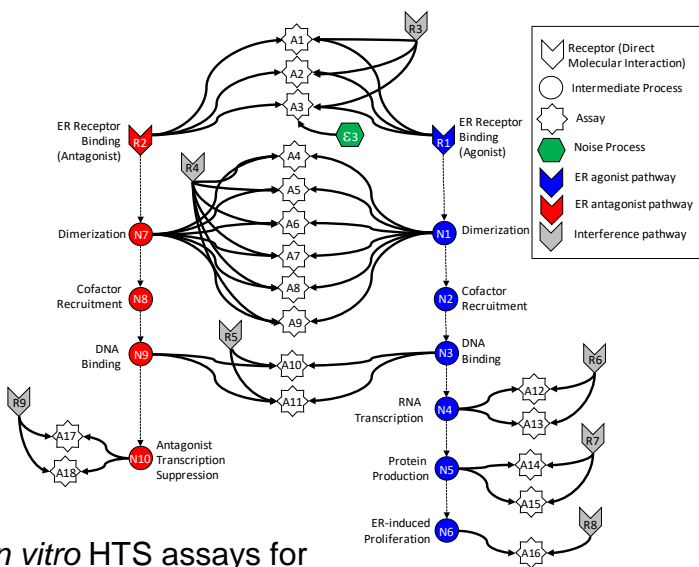 R3
A1
A2
A3
ER Receptor
Binding
(Antagonist)
R2
ε3
R1
ER Receptor
Binding
(Agonist)
R4
A4
A5
A6
A7
A8
A9
Dimerization
N7
N1
Dimerization
N8
Cofactor
Recruitment
N2
Cofactor
Recruitment
R5
DNA
Binding
N9
N3
DNA
Binding
A10
A11
R6
A12
A13
RNA
Transcription
N4
R9
A17
A18
N10
Antagonist
Transcription
Suppression
R7
A14
A15
Protein
Production
N5
ER-induced
Proliferation
N6
R8
A16
Receptor (Direct
Molecular Interaction)
Intermediate Process
Assay
Noise Process
ER agonist pathway
ER antagonist pathway
Interference pathway
n vitro HTS assays for